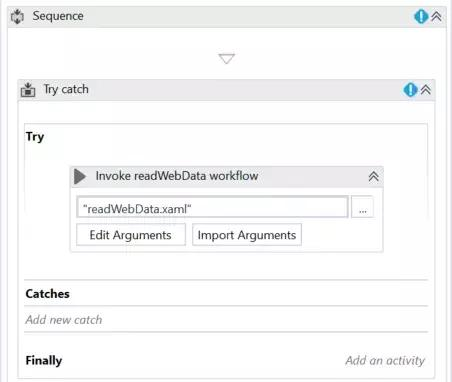 Sequence
Try catch
Try
Invoke readWebData workflow
"readWebData.xaml"
...
Edit Arguments Import Arguments
Catches
Add new catch
Finally Add an activity